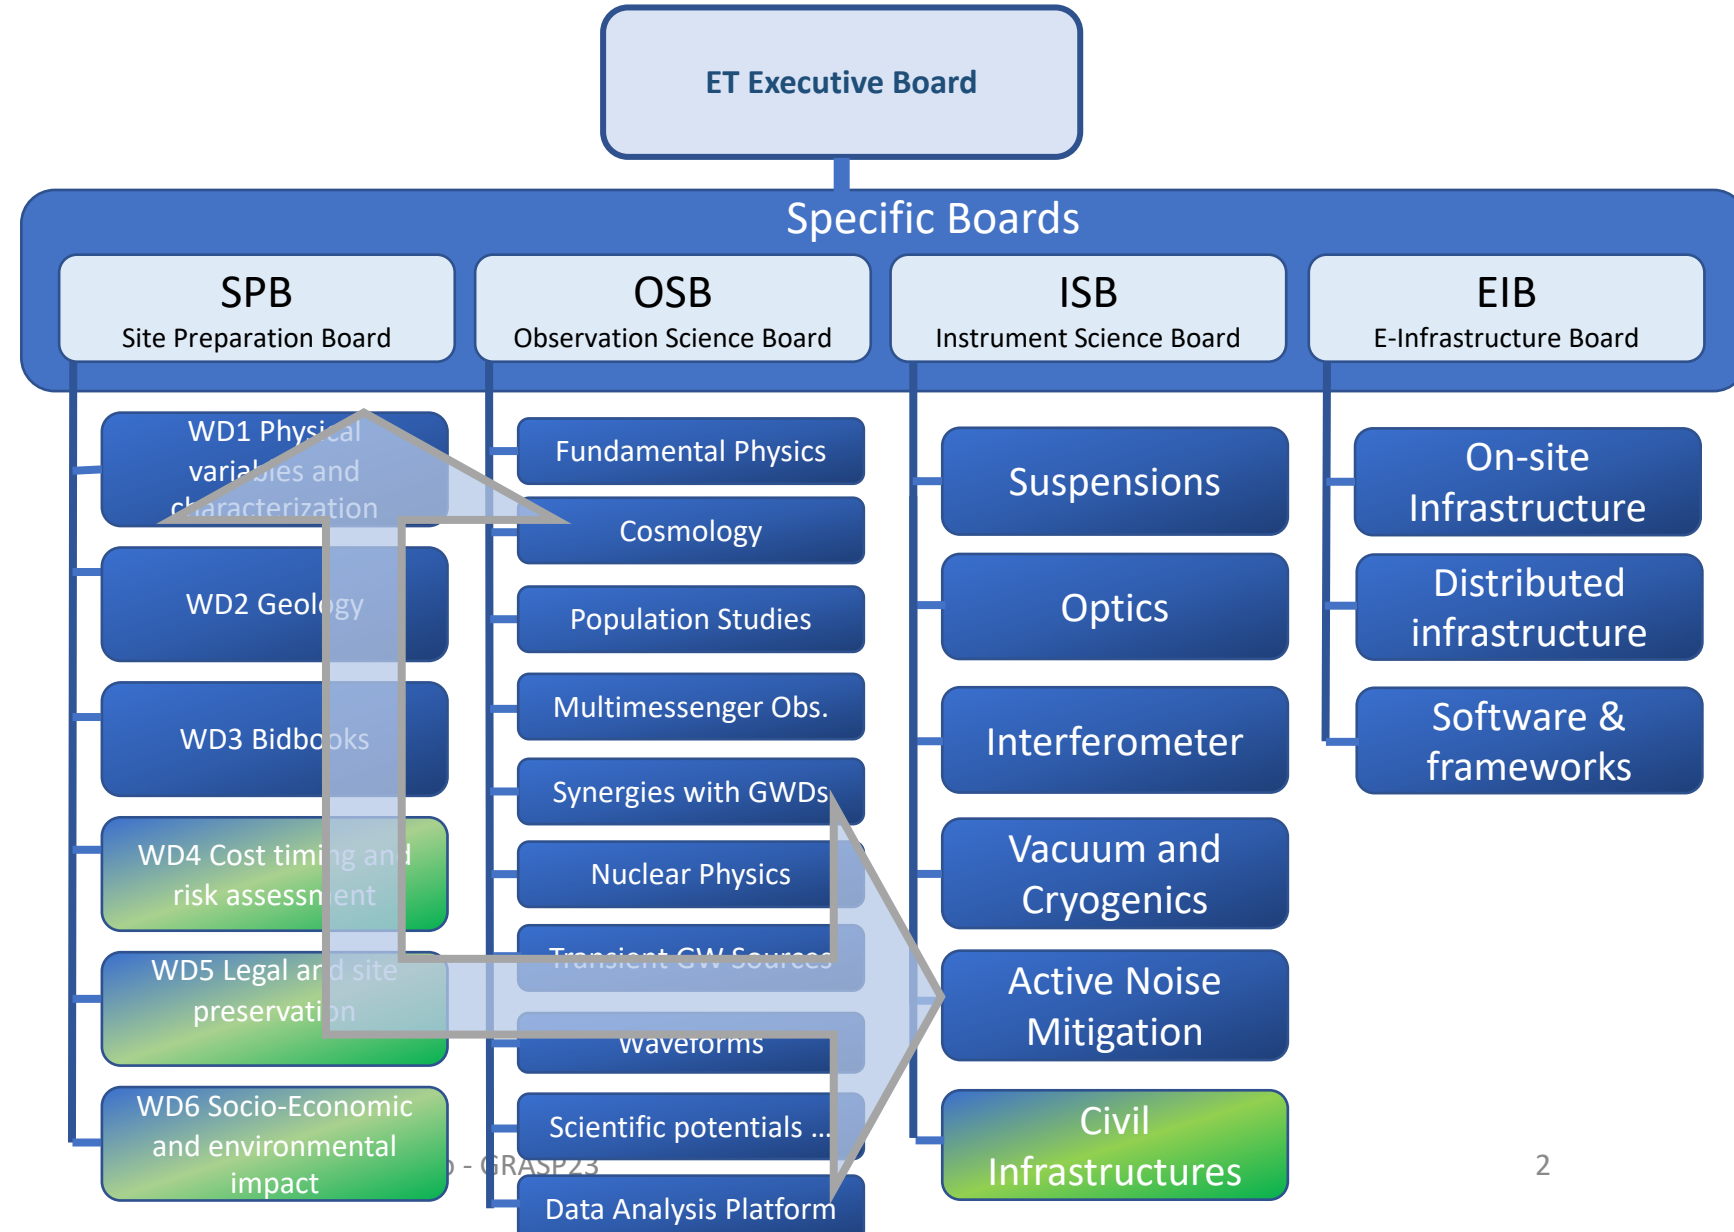 ET Executive Board
Specific Boards
SPB
Site Preparation Board
OSB
Observation Science Board
ISB
Instrument Science Board
EIB
E-Infrastructure Board
WD1 Physical
variables and
characterization
WD2 Geology
WD3 Bidbooks
WD4 Cost timing and
risk assessment
WD5 Legal and site
preservation
WD6 Socio-Economic
and environmental
impact
Fundamental Physics
Cosmology
Population Studies
Multimessenger Obs.
Synergies with GWDs
Nuclear Physics
Transient GW Sources
Waveforms
Scientific potentials ...
Data Analysis Platform
Suspensions
Optics
Interferometer
Vacuum and
Cryogenics
Active Noise
Mitigation
Civil
Infrastructures
On-site
Infrastructure
Distributed
infrastructure
Software &
frameworks
- GRASP23
2